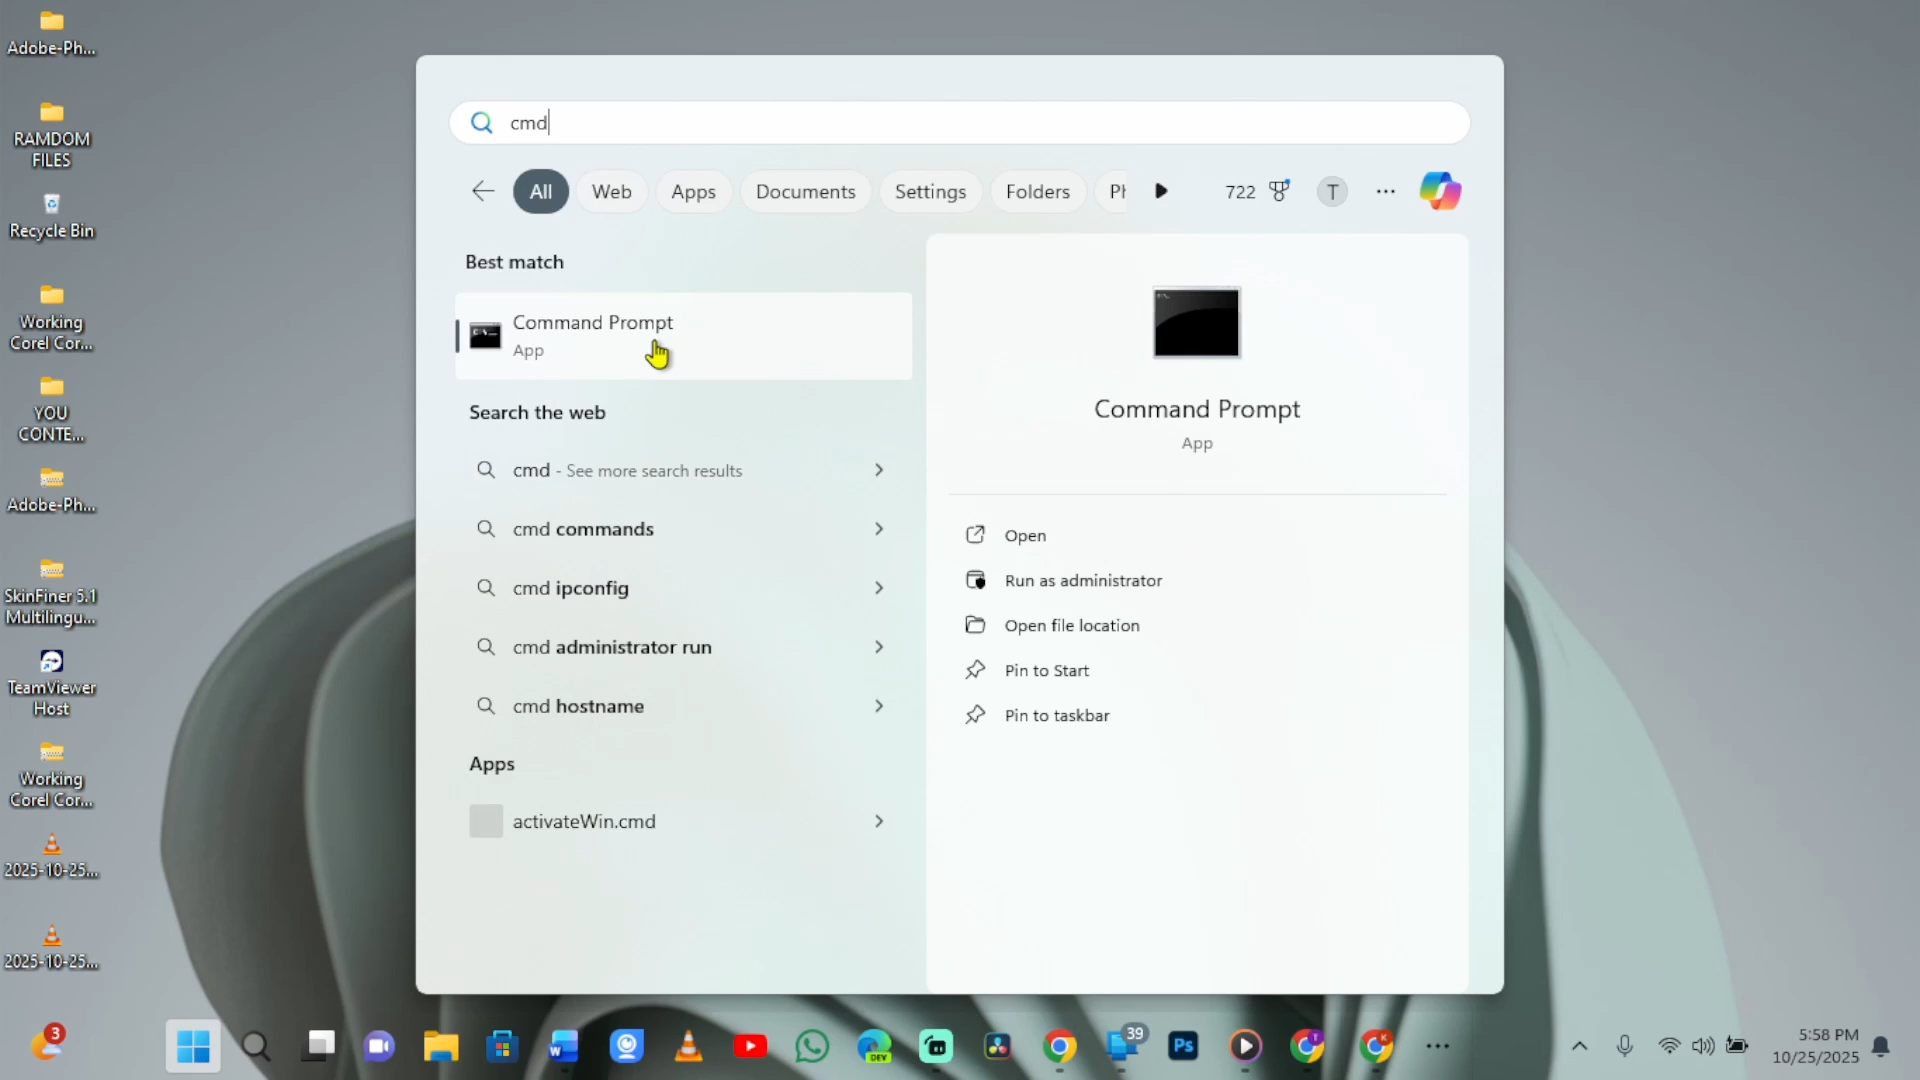 Adobe-Ph...
RAMDOM
FILES
Recycle Bin
Working
Corel Cor...
YOU
CONTE...
Adobe-Ph...
SkinFiner 5.1
Multilingu...
TeamViewer
Host
Working
Corel Cor...
2025-10-25...
2025-10-25...
cmd
All Web Apps Documents Settings Folders Ph 722 T
Best match
Command Prompt
App
Search the web
cmd - See more search results
cmd commands
cmd ipconfig
cmd administrator run
cmd hostname
Apps
activateWin.cmd
Command Prompt
App
Open
Run as administrator
Open file location
Pin to Start
Pin to taskbar
3
W
DEV
39
Ps
T
K
5:58 PM
10/25/2025